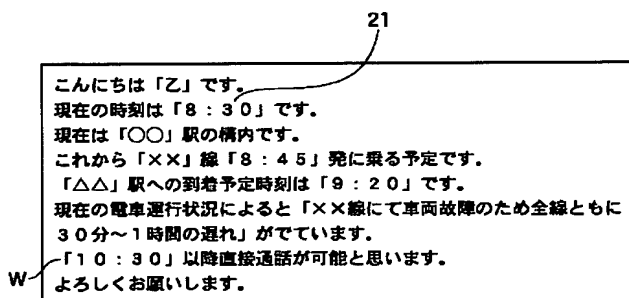 21
こんにちは「乙」です。
現在の時刻は「8:30」です。
現在は「○○」駅の構内です。
これから「××」線「8:45」発に乗る予定です。
「△△」駅への到着予定時刻は「9:20」です。
現在の電車運行状況によると「××線にて車両故障のため全線ともに
30分～1時間の遅れ」がでています。
W
「10:30」以降直接通話が可能と思います。
よろしくお願いします。